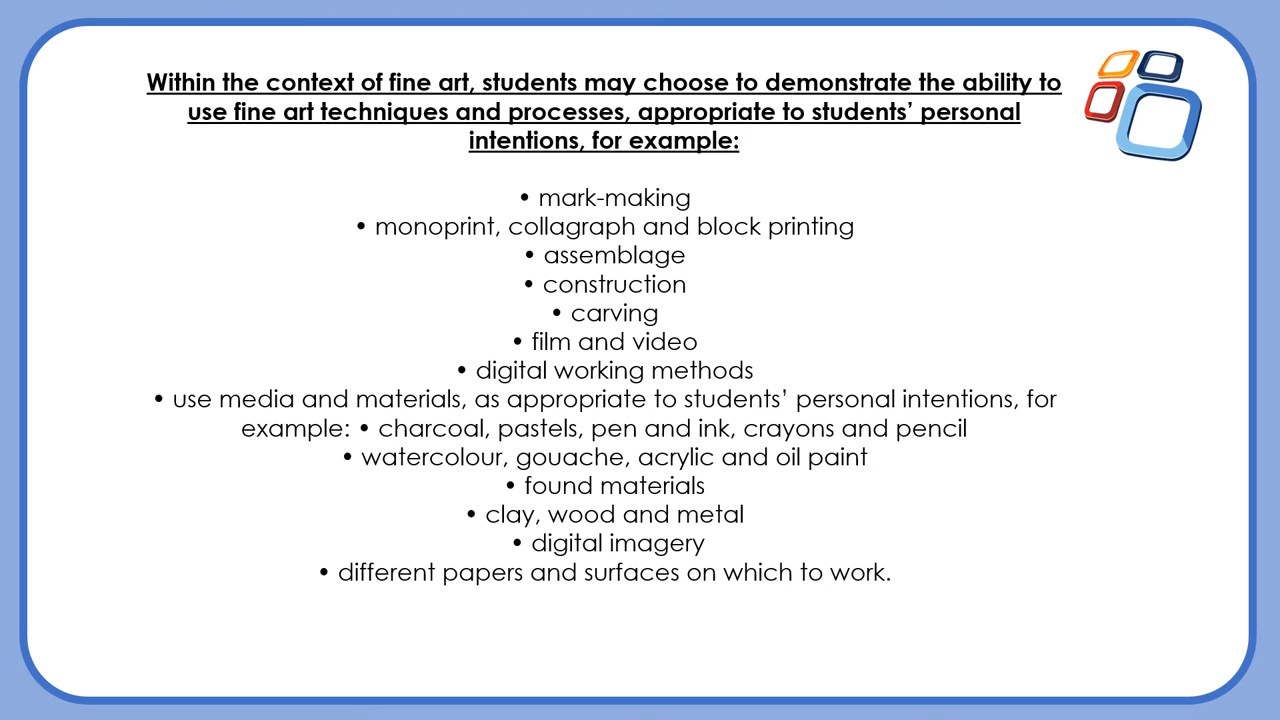 Within the context of fine art, students may choose to demonstrate the ability to
use fine art techniques and processes, appropriate to students’ personal
intentions, for example:
• mark-making
• monoprint, collagraph and block printing
• assemblage
• construction
• carving
• film and video
• digital working methods
• use media and materials, as appropriate to students’ personal intentions, for
example: • charcoal, pastels, pen and ink, crayons and pencil
• watercolour, gouache, acrylic and oil paint
• found materials
• clay, wood and metal
• digital imagery
• different papers and surfaces on which to work.